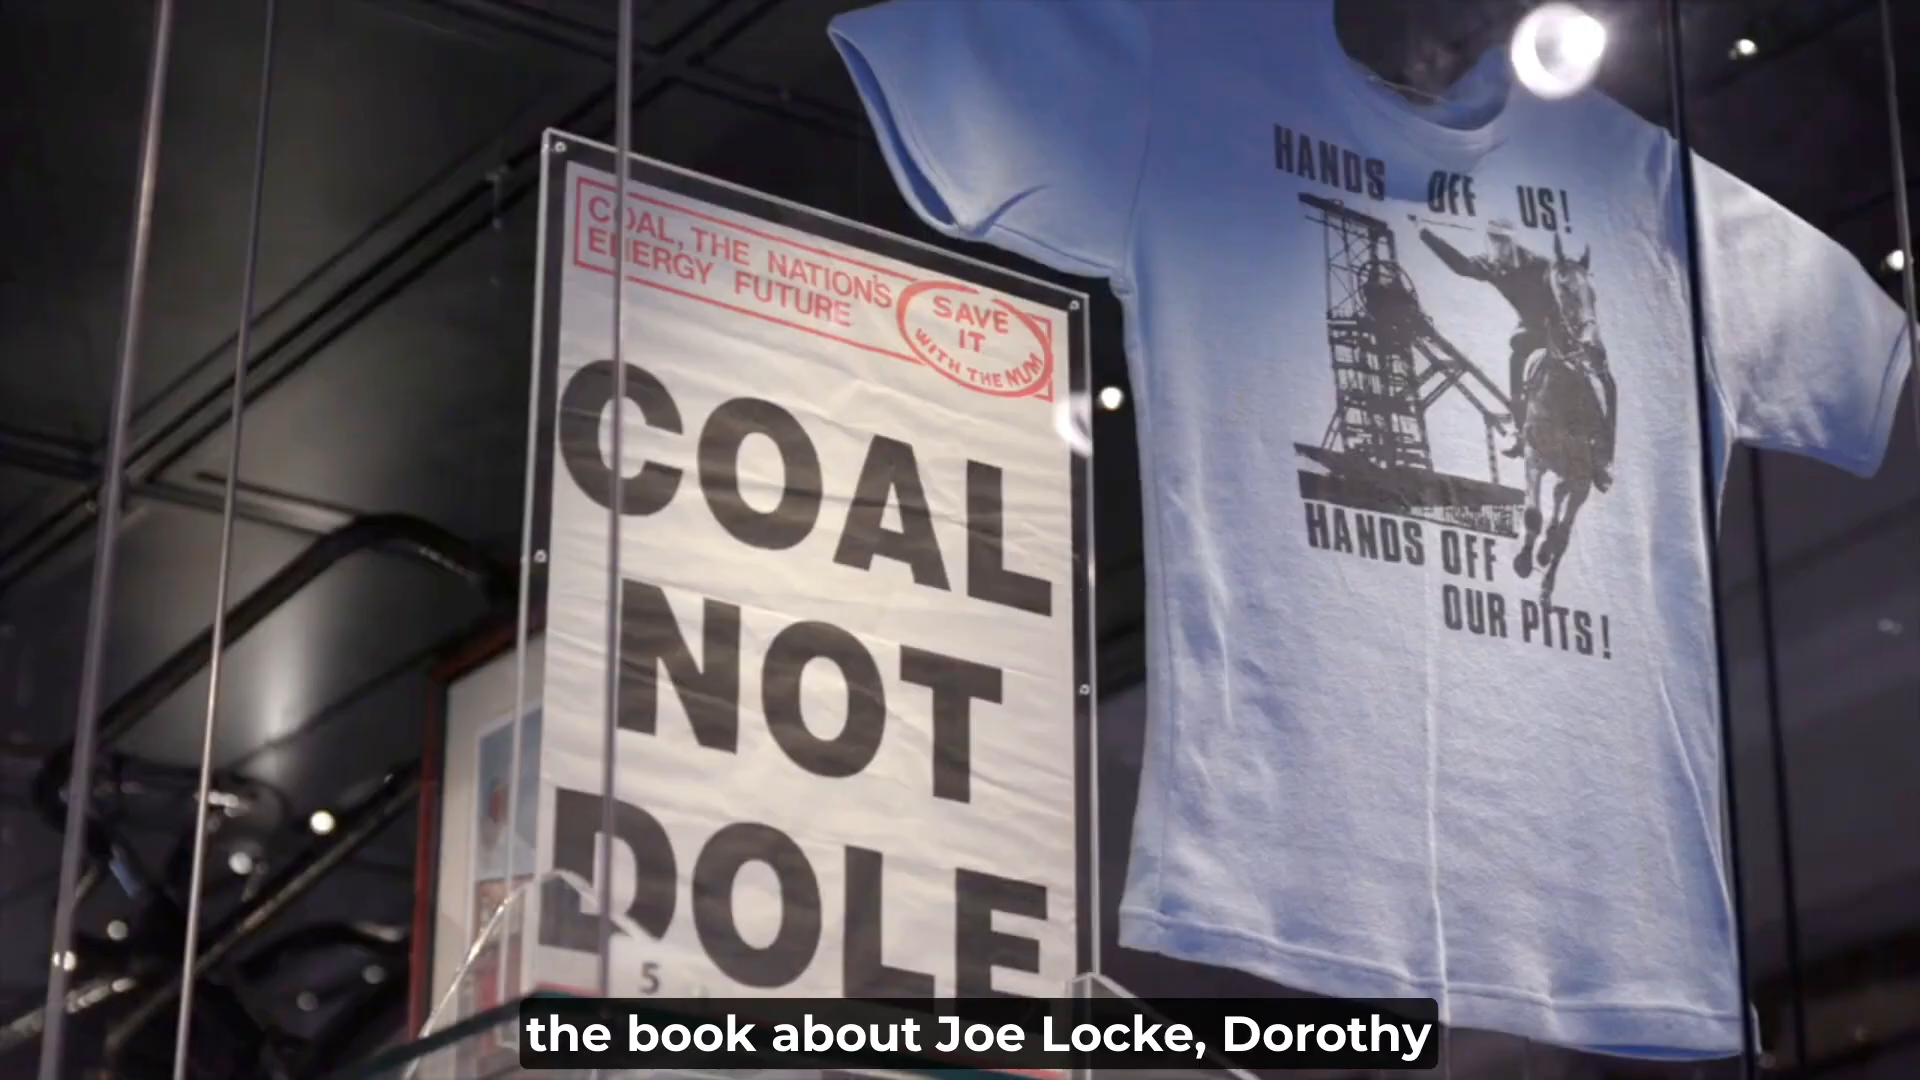 COAL, THE NATION'S
ENERGY FUTURE
SAVE
IT
WITH THE NUM
COAL
NOT
DOLE
5
HANDS OFF US!
HANDS OFF
OUR PITS!
the book about Joe Locke, Dorothy